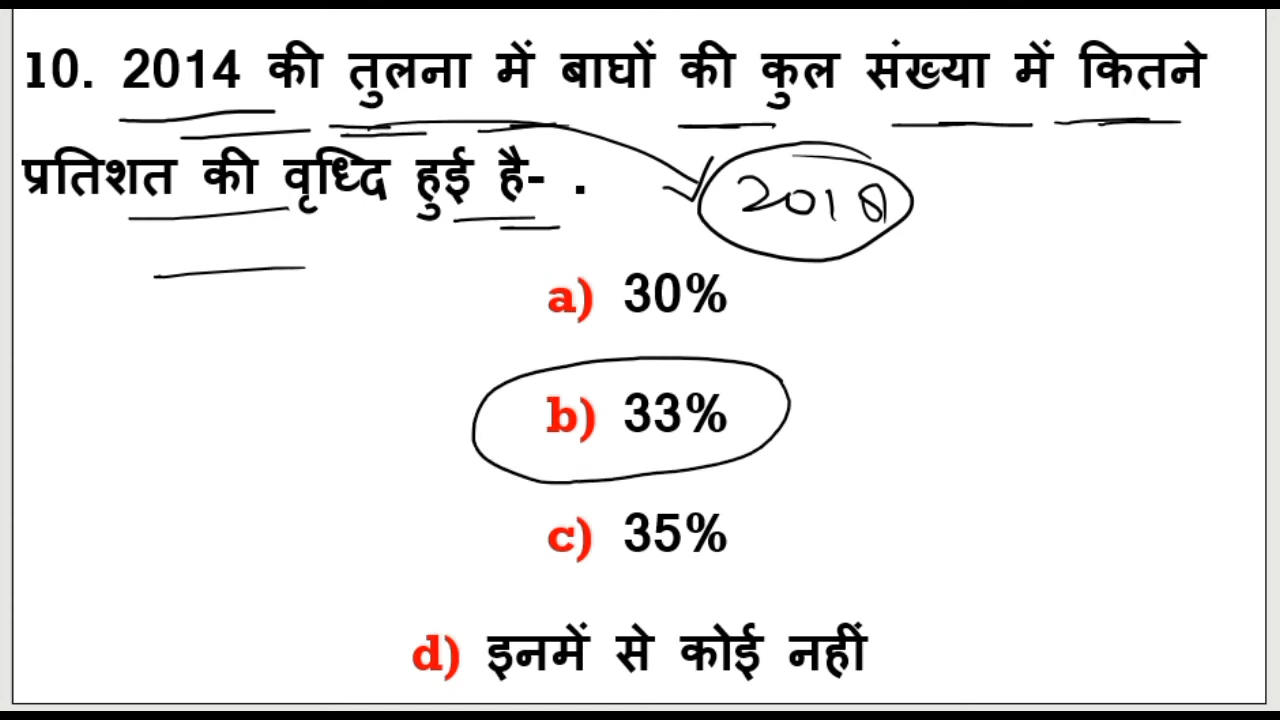 10. 2014 की तुलना में बाघों की कुल संख्या में कितने
प्रतिशत की वृध्दि हुई है- .
2018
a) 30%
b) 33%
c) 35%
d) इनमें से कोई नहीं